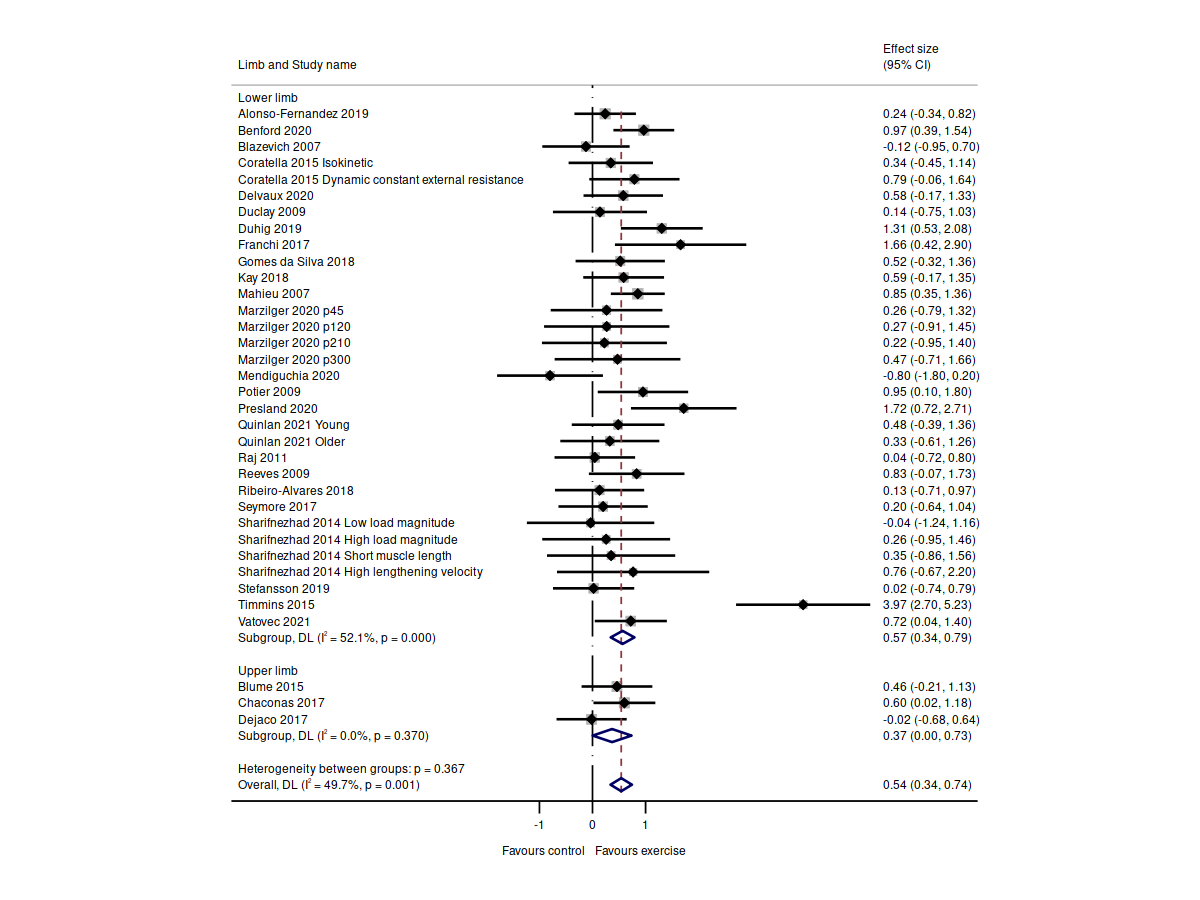 Effect size
Limb and Study name (95% CI)
Lower limb
Alonso-Fernandez 2019 0.24 (-0.34, 0.82)
Benford 2020 0.97 (0.39, 1.54)
Blazevich 2007 -0.12 (-0.95, 0.70)
Coratella 2015 Isokinetic 0.34 (-0.45, 1.14)
Coratella 2015 Dynamic constant external resistance 0.79 (-0.06, 1.64)
Delvaux 2020 0.58 (-0.17, 1.33)
Duclay 2009 0.14 (-0.75, 1.03)
Duhig 2019 1.31 (0.53, 2.08)
Franchi 2017 1.66 (0.42, 2.90)
Gomes da Silva 2018 0.52 (-0.32, 1.36)
Kay 2018 0.59 (-0.17, 1.35)
Mahieu 2007 0.85 (0.35, 1.36)
Marzilger 2020 p45 0.26 (-0.79, 1.32)
Marzilger 2020 p120 0.27 (-0.91, 1.45)
Marzilger 2020 p210 0.22 (-0.95, 1.40)
Marzilger 2020 p300 0.47 (-0.71, 1.66)
Mendiguchia 2020 -0.80 (-1.80, 0.20)
Potier 2009 0.95 (0.10, 1.80)
Presland 2020 1.72 (0.72, 2.71)
Quinlan 2021 Young 0.48 (-0.39, 1.36)
Quinlan 2021 Older 0.33 (-0.61, 1.26)
Raj 2011 0.04 (-0.72, 0.80)
Reeves 2009 0.83 (-0.07, 1.73)
Ribeiro-Alvares 2018 0.13 (-0.71, 0.97)
Seymore 2017 0.20 (-0.64, 1.04)
Sharifnezhad 2014 Low load magnitude -0.04 (-1.24, 1.16)
Sharifnezhad 2014 High load magnitude 0.26 (-0.95, 1.46)
Sharifnezhad 2014 Short muscle length 0.35 (-0.86, 1.56)
Sharifnezhad 2014 High lengthening velocity 0.76 (-0.67, 2.20)
Stefansson 2019 0.02 (-0.74, 0.79)
Timmins 2015 3.97 (2.70, 5.23)
Vatovec 2021 0.72 (0.04, 1.40)
Subgroup, DL (I² = 52.1%, p = 0.000) 0.57 (0.34, 0.79)
Upper limb
Blume 2015 0.46 (-0.21, 1.13)
Chaconas 2017 0.60 (0.02, 1.18)
Dejaco 2017 -0.02 (-0.68, 0.64)
Subgroup, DL (I² = 0.0%, p = 0.370) 0.37 (0.00, 0.73)
Heterogeneity between groups: p = 0.367
Overall, DL (I² = 49.7%, p = 0.001) 0.54 (0.34, 0.74)
-1 0 1
Favours control Favours exercise